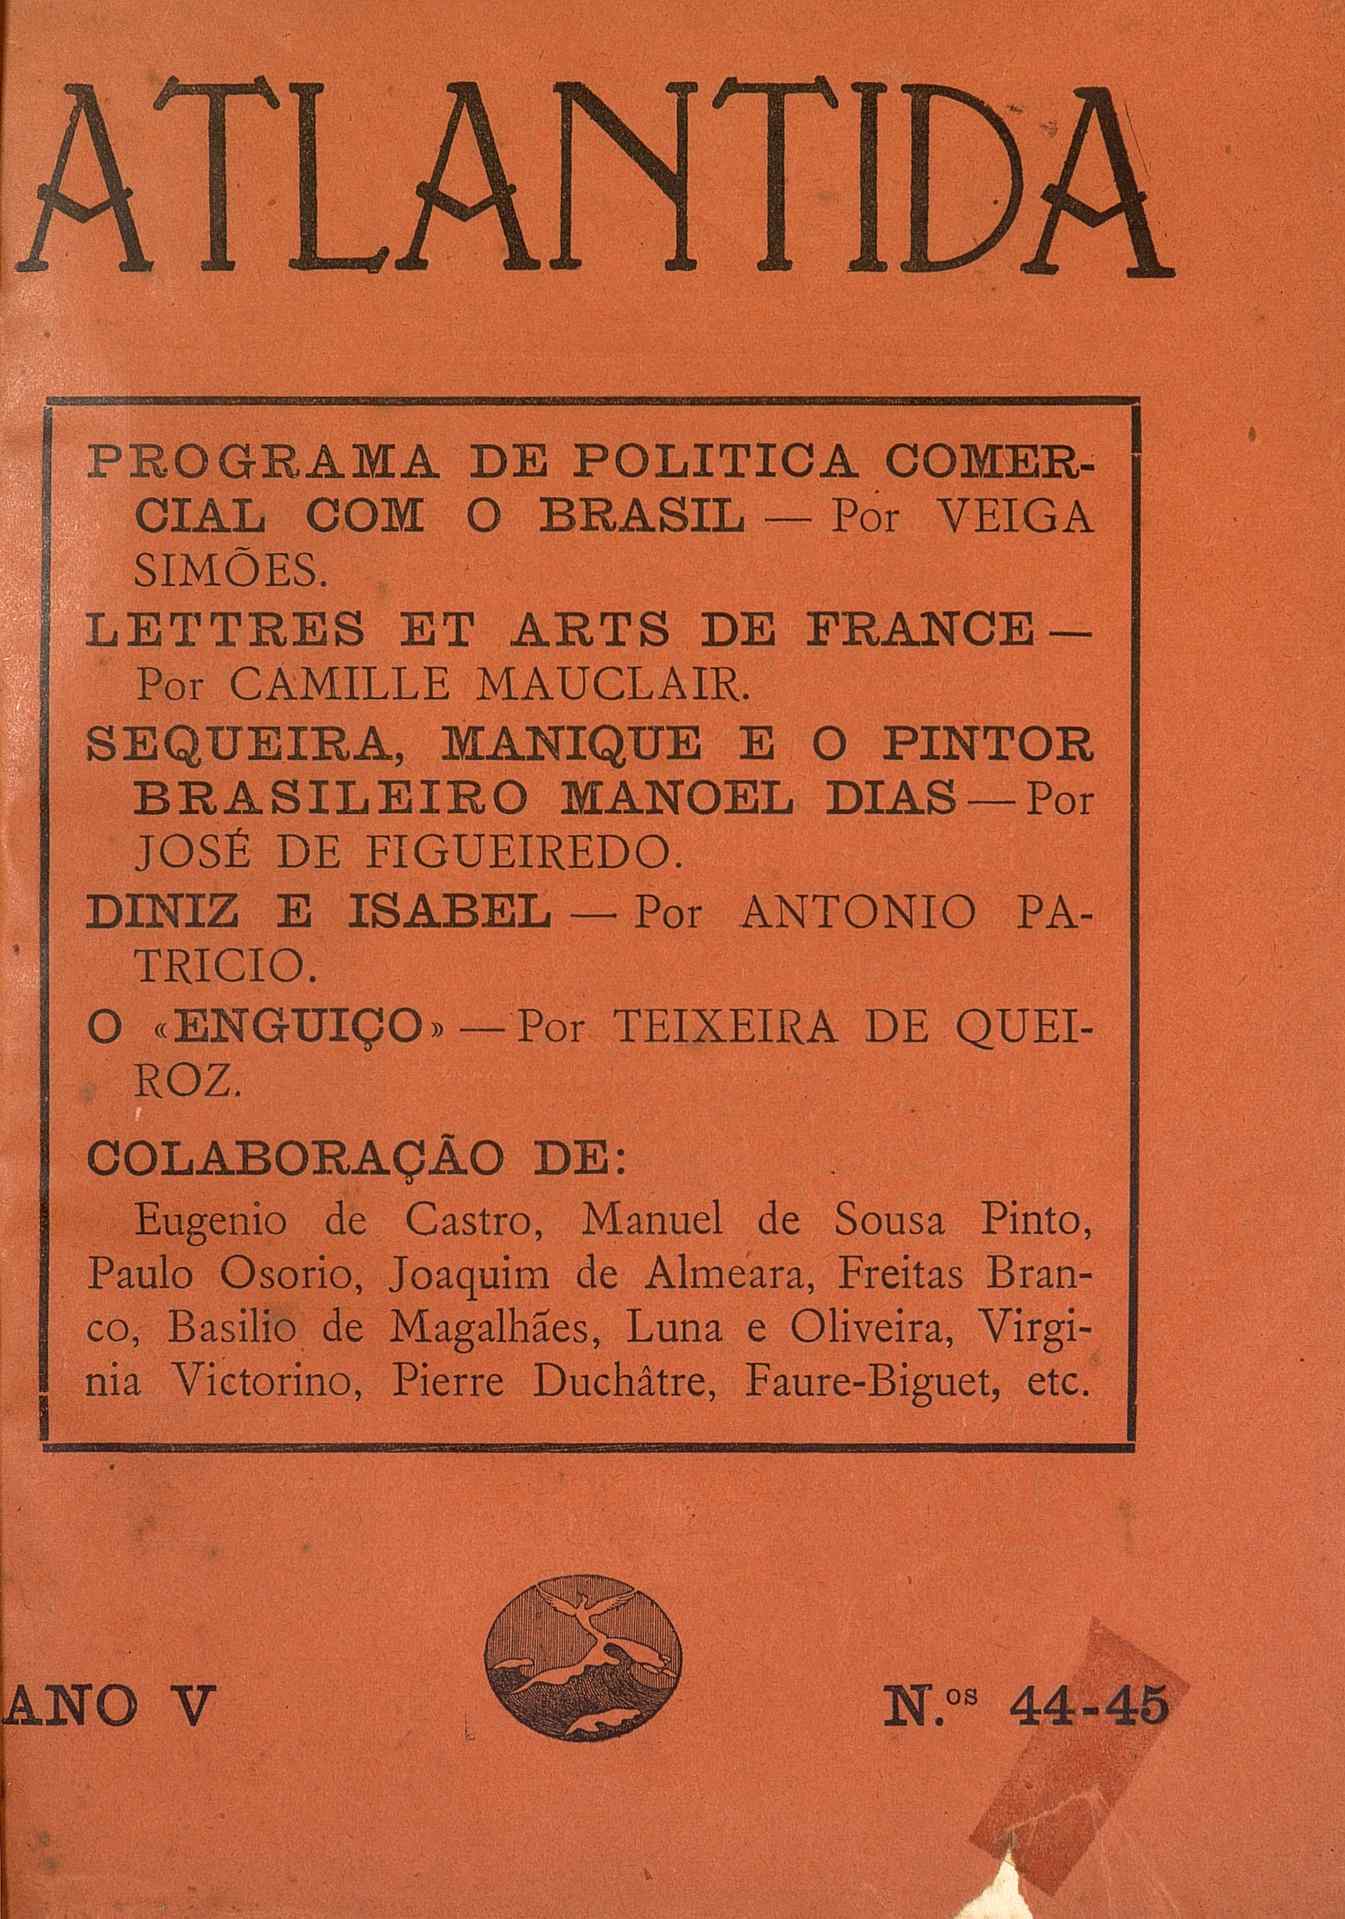 ATLANTIDA
PROGRAMA DE POLITICA COMER-
CIAL COM O BRASIL — Por VEIGA
SIMÕES.
LETTRES ET ARTS DE FRANCE —
Por CAMILLE MAUCLAIR.
SEQUEIRA, MANIQUE E O PINTOR
BRASILEIRO MANOEL DIAS — Por
JOSÉ DE FIGUEIREDO.
DINIZ E ISABEL — Por ANTONIO PA-
TRICIO.
O «ENGUIÇO» — Por TEIXEIRA DE QUEI-
ROZ.
COLABORAÇÃO DE:
Eugenio de Castro, Manuel de Sousa Pinto,
Paulo Osorio, Joaquim de Almeara, Freitas Bran-
co, Basilio de Magalhães, Luna e Oliveira, Virgi-
nia Victorino, Pierre Duchâtre, Faure-Biguet, etc.
ANO V
N.os 44-45